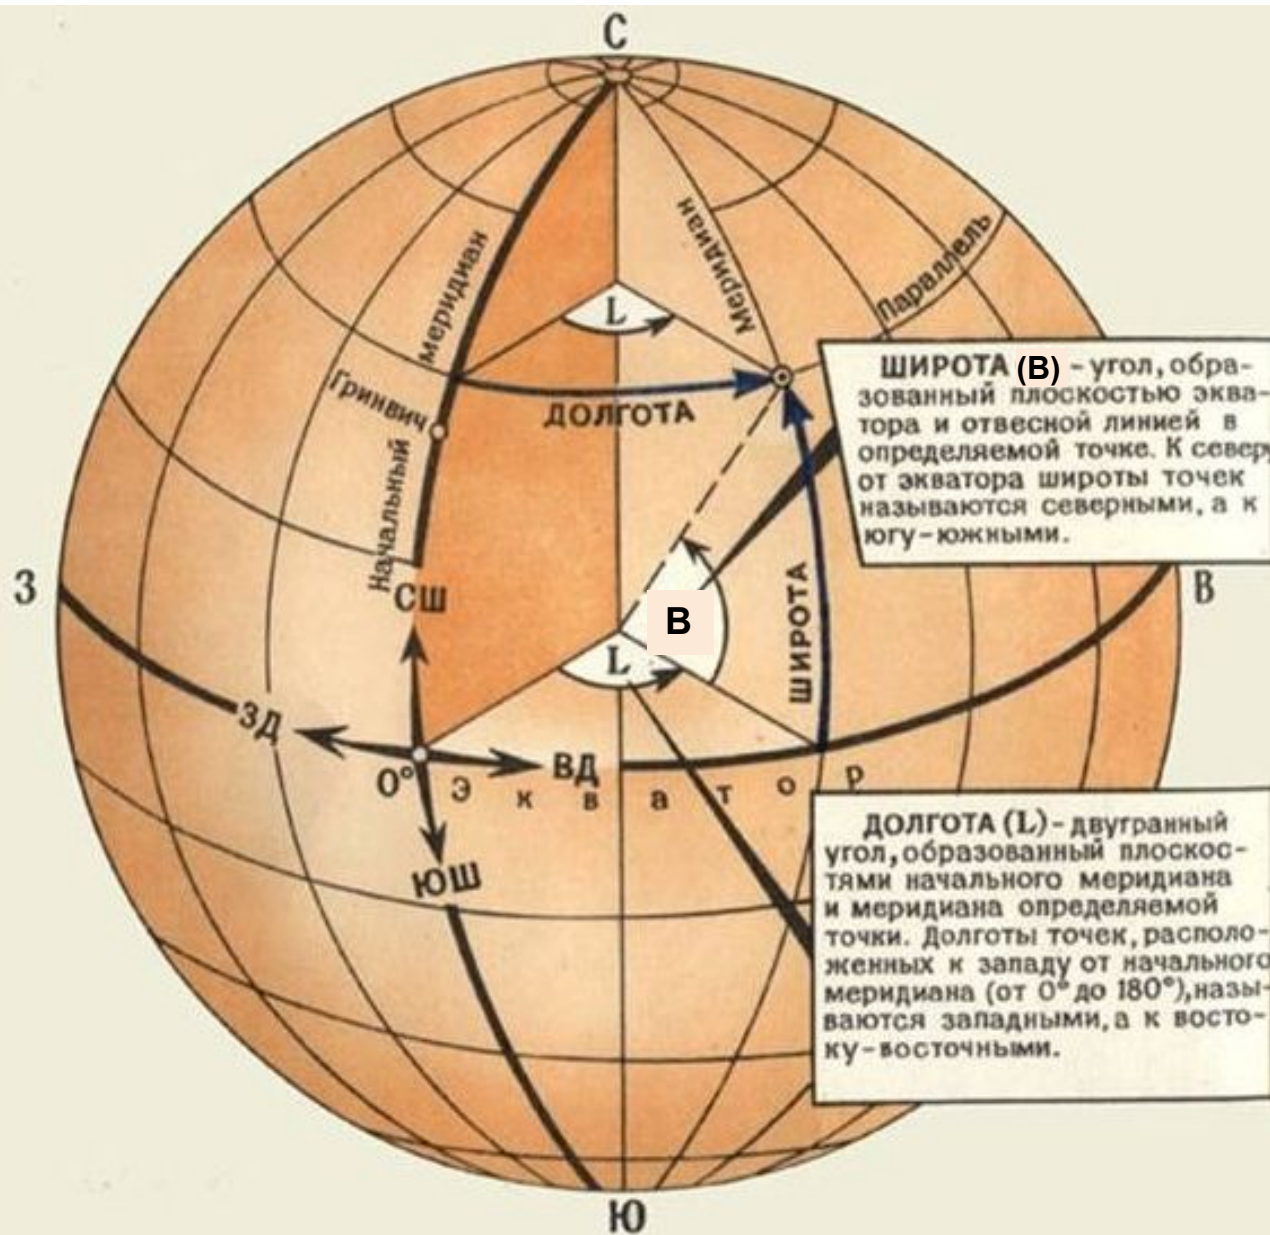 С
Меридиан
Параллель
меридиан
L
Гринвич
ДОЛГОТА
ШИРОТА (В) - угол, обра-
зованный плоскостью эква-
тора и отвесной линией в
определяемой точке. К северу
от экватора широты точек
называются северными, а к
югу-южными.
Начальный
СШ
З
В
В
L
ШИРОТА
ЗД
ВД
0°
Экватор
ЮШ
ДОЛГОТА (L) - двугранный
угол, образованный плоскос-
тями начального меридиана
и меридиана определяемой
точки. Долготы точек, располо-
женных к западу от начального
меридиана (от 0° до 180°), назы-
ваются западными, а к восто-
ку-восточными.
Ю